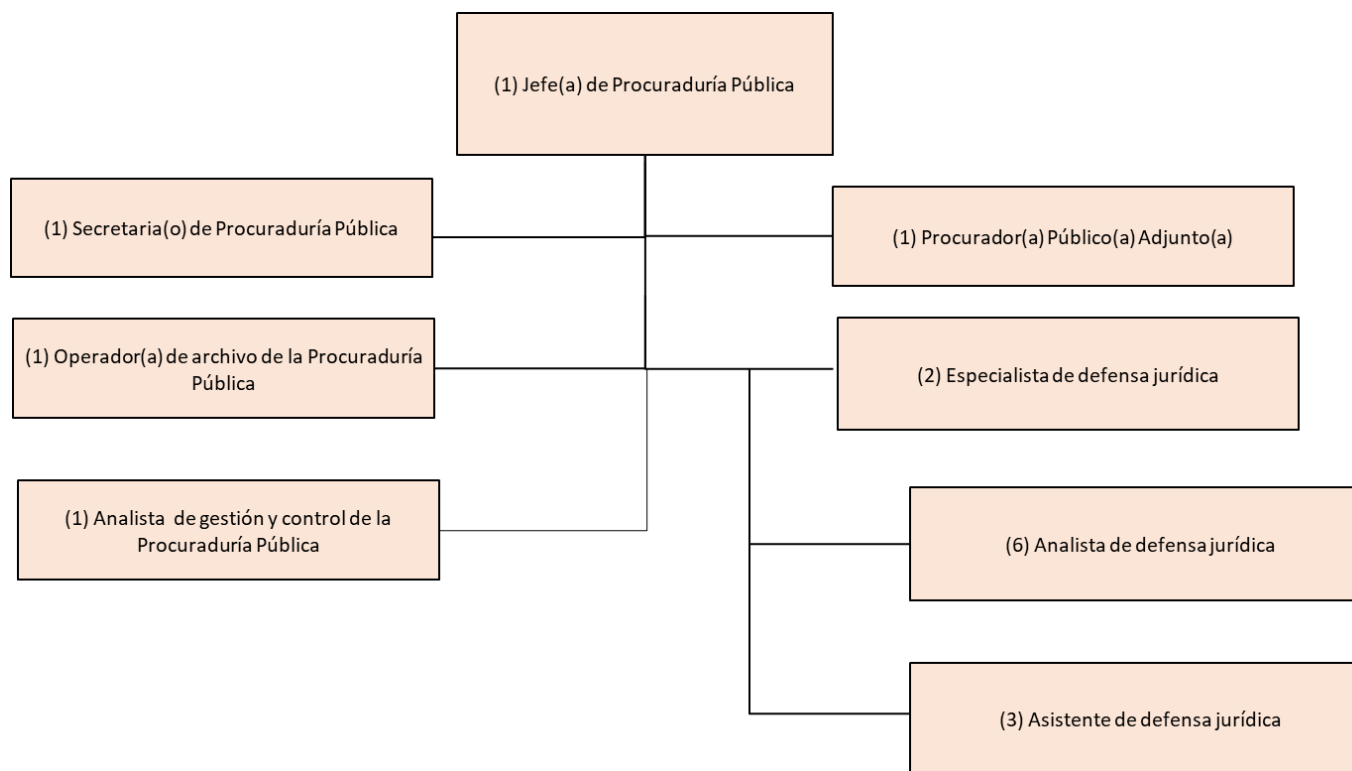 (1) Jefe(a) de Procuraduría Pública
(1) Secretaria(o) de Procuraduría Pública
(1) Procurador(a) Público(a) Adjunto(a)
(1) Operador(a) de archivo de la Procuraduría
Pública
(2) Especialista de defensa jurídica
(1) Analista de gestión y control de la
Procuraduría Pública
(6) Analista de defensa jurídica
(3) Asistente de defensa jurídica